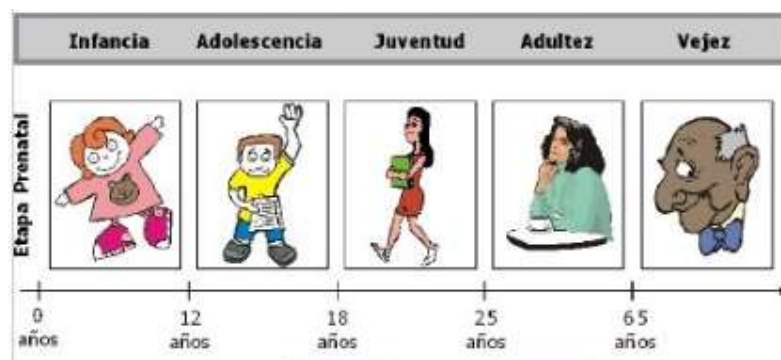 Infancia Adolescencia Juventud Adultez Vejez
Etapa Prenatal
0 12 18 25 65
años años años años años